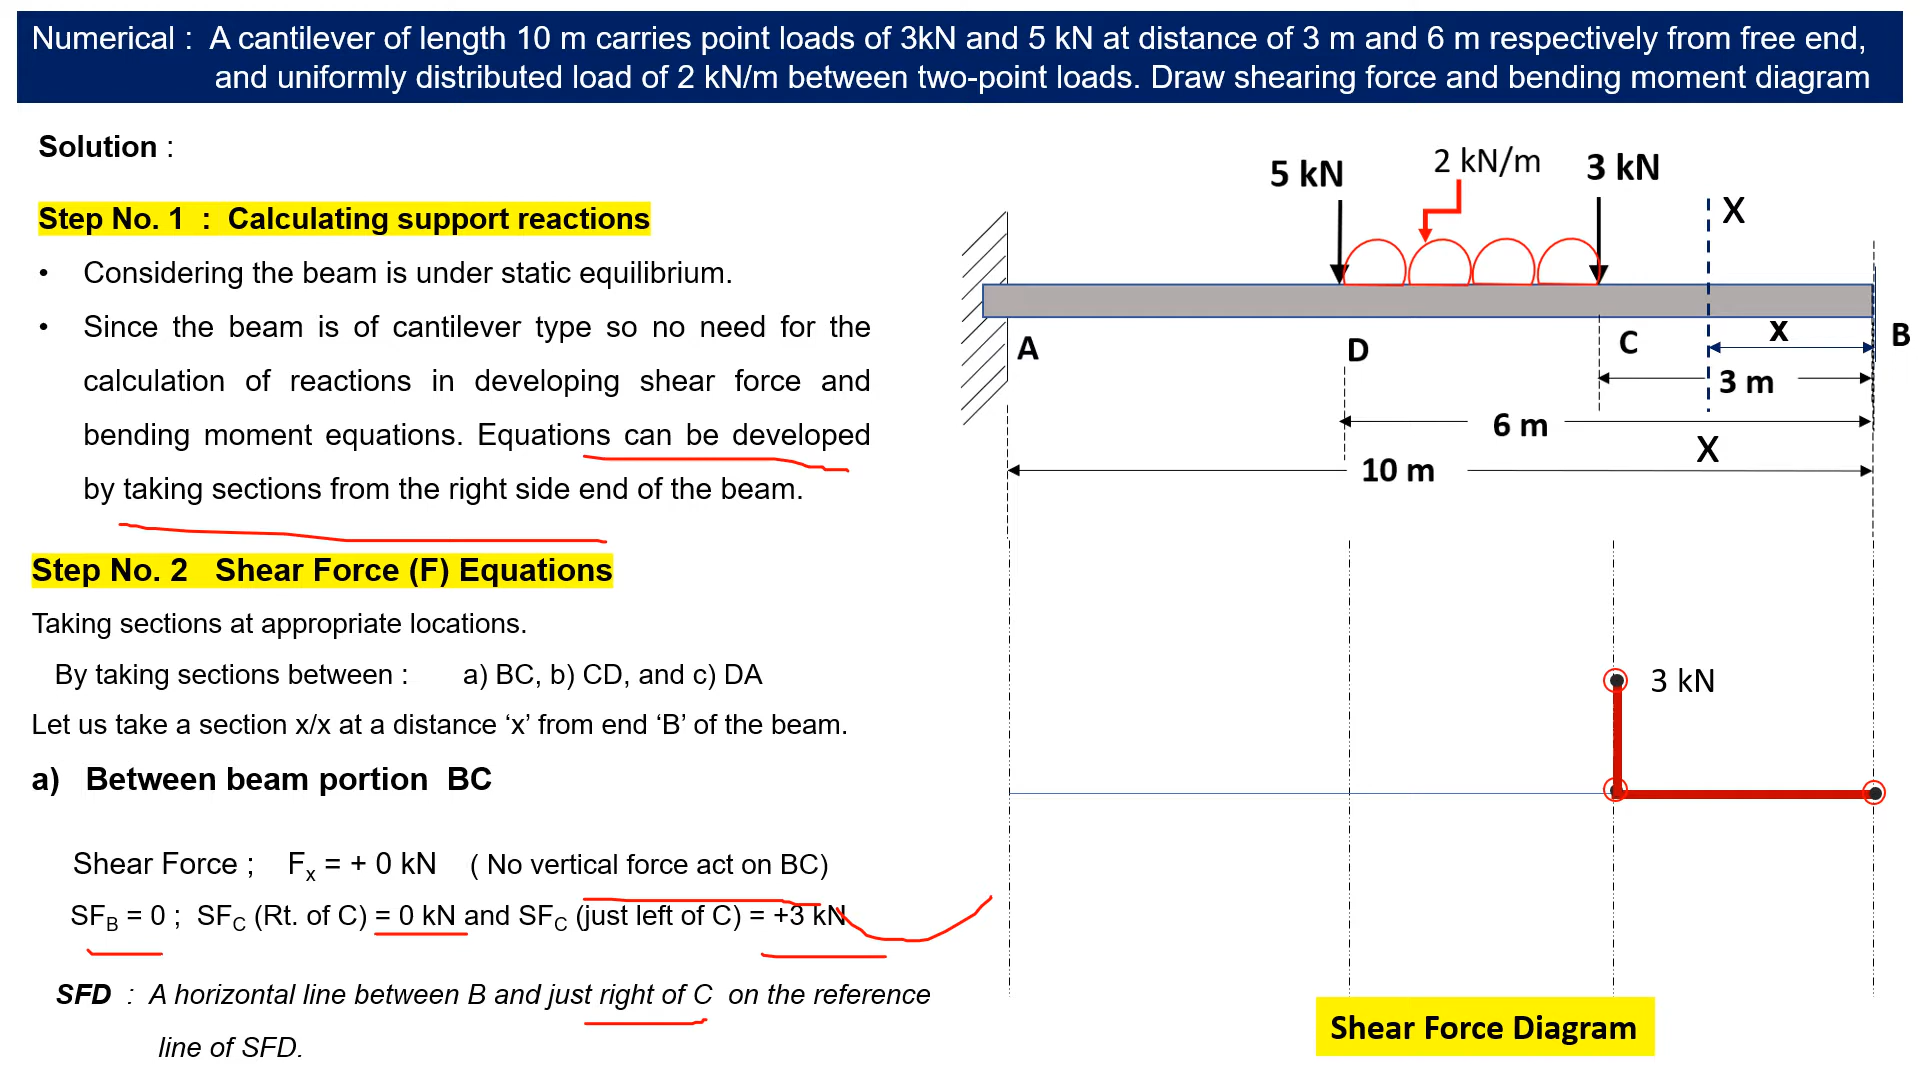 Numerical : A cantilever of length 10 m carries point loads of 3kN and 5 kN at distance of 3 m and 6 m respectively from free end,
and uniformly distributed load of 2 kN/m between two-point loads. Draw shearing force and bending moment diagram
Solution :
Step No. 1 : Calculating support reactions
• Considering the beam is under static equilibrium.
• Since the beam is of cantilever type so no need for the
calculation of reactions in developing shear force and
bending moment equations. Equations can be developed
by taking sections from the right side end of the beam.
Step No. 2 Shear Force (F) Equations
Taking sections at appropriate locations.
By taking sections between : a) BC, b) CD, and c) DA
Let us take a section x/x at a distance ‘x’ from end ‘B’ of the beam.
a) Between beam portion BC
Shear Force ; Fx = + 0 kN ( No vertical force act on BC)
SFB = 0 ; SFC (Rt. of C) = 0 kN and SFC (just left of C) = +3 kN
SFD : A horizontal line between B and just right of C on the reference
line of SFD.
5 kN
2 kN/m
3 kN
X
A
D
C
x
B
3 m
6 m
X
10 m
3 kN
Shear Force Diagram